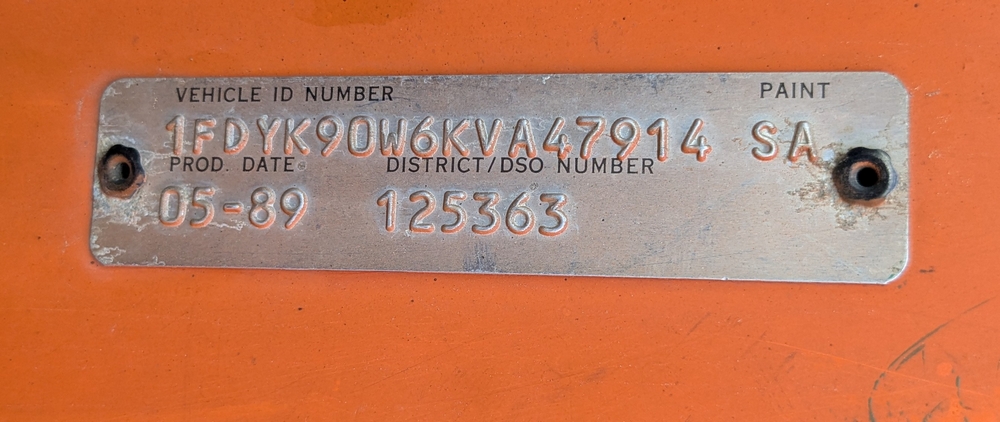 VEHICLE ID NUMBER PAINT
1FDYK90W6KVA47914 SA
PROD. DATE DISTRICT/DSO NUMBER
05-89 125363